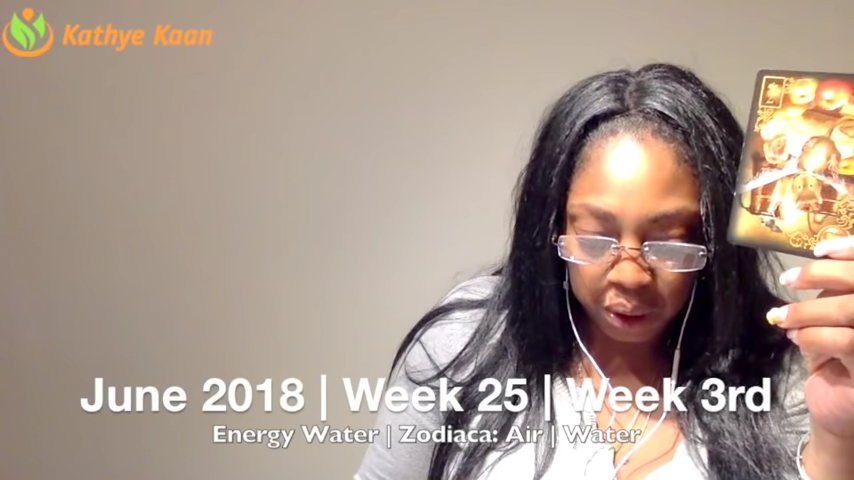 Kathye Kaan
June 2018 | Week 25 | Week 3rd
Energy Water | Zodiaca: Air | Water